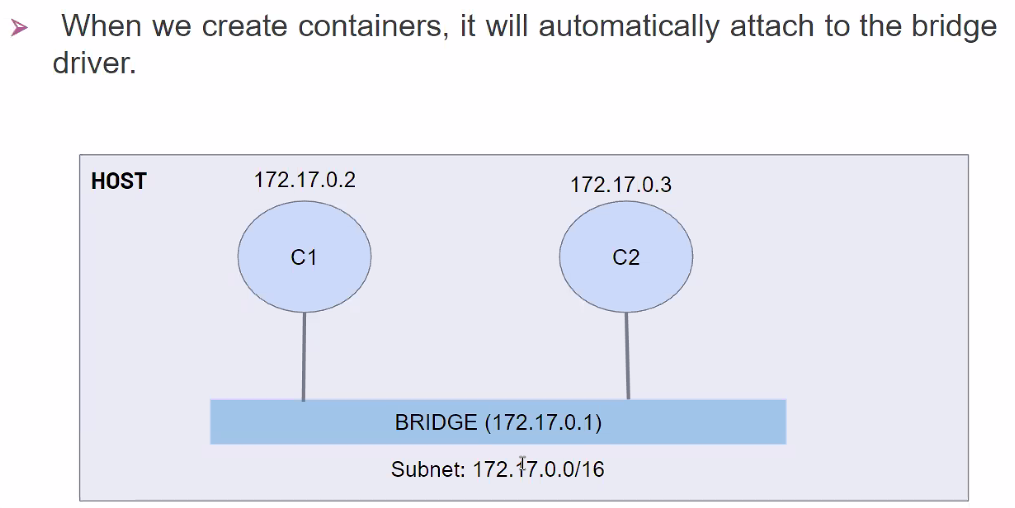 When we create containers, it will automatically attach to the bridge
driver.
HOST
172.17.0.2
172.17.0.3
C1
C2
BRIDGE (172.17.0.1)
Subnet: 172.17.0.0/16